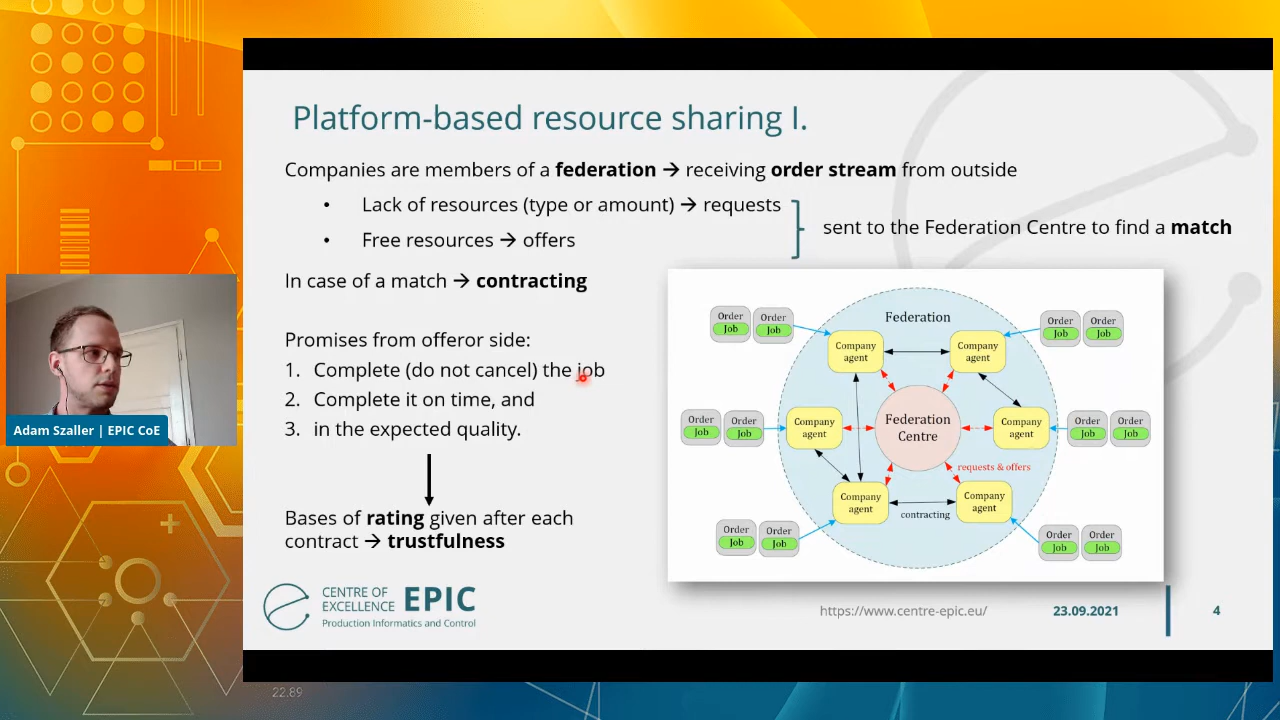 Platform-based resource sharing I.
Companies are members of a federation → receiving order stream from outside
• Lack of resources (type or amount) → requests
• Free resources → offers
sent to the Federation Centre to find a match
In case of a match → contracting
Promises from offeror side:
1. Complete (do not cancel) the job
2. Complete it on time, and
3. in the expected quality.
Bases of rating given after each
contract → trustfulness
Federation
Order Order
Job Job
Order Order
Job Job
Company
agent
Company
agent
Order Order
Job Job
Company
agent
Federation
Centre
Company
agent
Order Order
Job Job
requests & offers
Company
agent
Company
agent
contracting
Order Order
Job Job
Order Order
Job Job
Adam Szaller | EPIC CoE
CENTRE OF
EXCELLENCE EPIC
Production Informatics and Control
https://www.centre-epic.eu/
23.09.2021
4
22.89